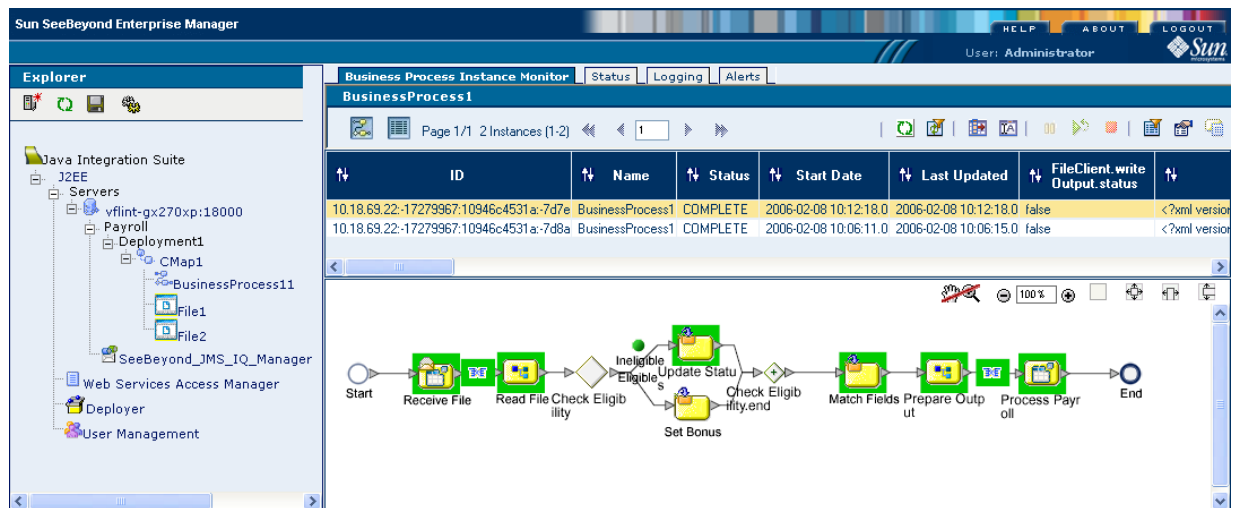 Sun SeeBeyond Enterprise Manager
HELP ABOUT LOGOUT
User: Administrator
Sun
microsystems
Explorer
Java Integration Suite
J2EE
Servers
vflint-gx270xp:18000
Payroll
Deployment1
CMap1
BusinessProcess11
File1
File2
SeeBeyond_JMS_IQ_Manager
Web Services Access Manager
Deployer
User Management
Business Process Instance Monitor Status Logging Alerts
BusinessProcess1
Page 1/1 2 Instances (1-2) 1
ID Name Status Start Date Last Updated FileClient.write
Output.status
10.18.69.22:-17279967:10946c4531a:-7d7e BusinessProcess1 COMPLETE 2006-02-08 10:12:18.0 2006-02-08 10:12:18.0 false <?xml version
10.18.69.22:-17279967:10946c4531a:-7d8a BusinessProcess1 COMPLETE 2006-02-08 10:06:11.0 2006-02-08 10:06:15.0 false <?xml version
100%
Start
Receive File
Read File
Check Eligib
ility
Ineligible
Eligible
s
Update Statu
Set Bonus
Check Eligib
ility.end
Match Fields
Prepare Outp
ut
Process Payr
oll
End